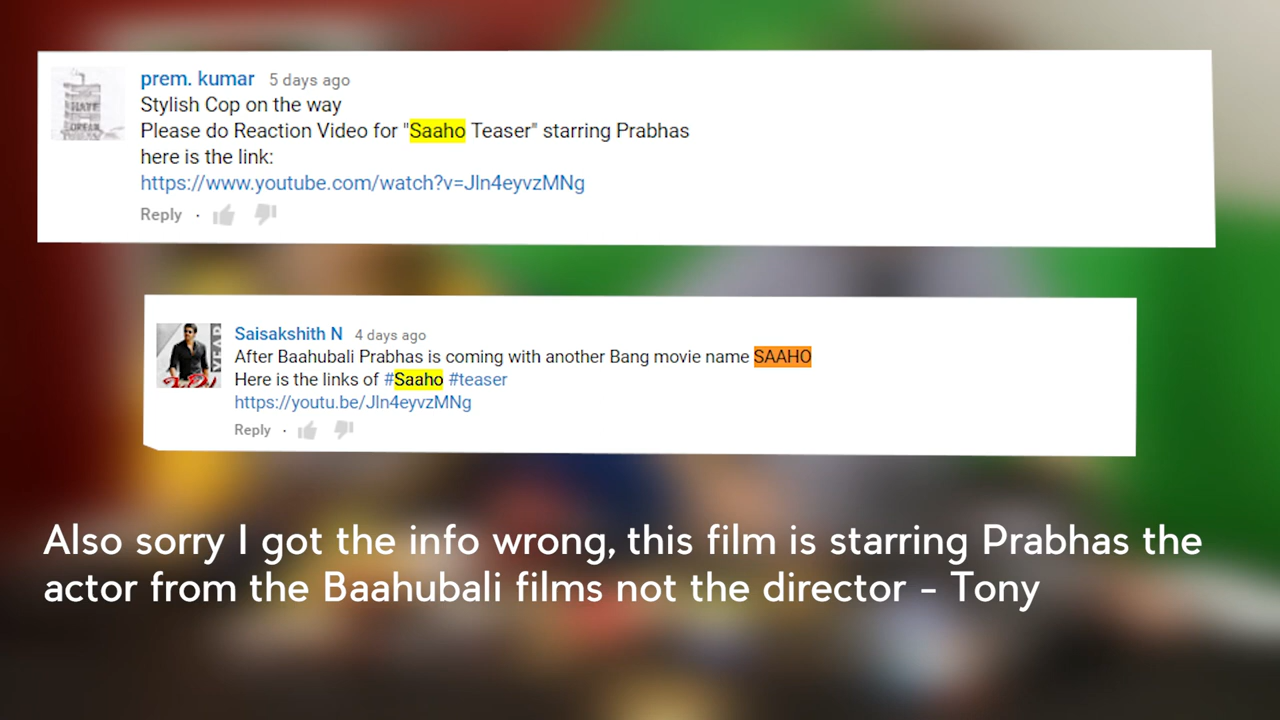 prem. kumar 5 days ago
Stylish Cop on the way
Please do Reaction Video for "Saaho Teaser" starring Prabhas
here is the link:
https://www.youtube.com/watch?v=Jln4eyvzMNg
Reply ·
Saisakshith N 4 days ago
After Baahubali Prabhas is coming with another Bang movie name SAAHO
Here is the links of #Saaho #teaser
https://youtu.be/Jln4eyvzMNg
Reply ·
Also sorry I got the info wrong, this film is starring Prabhas the
actor from the Baahubali films not the director - Tony